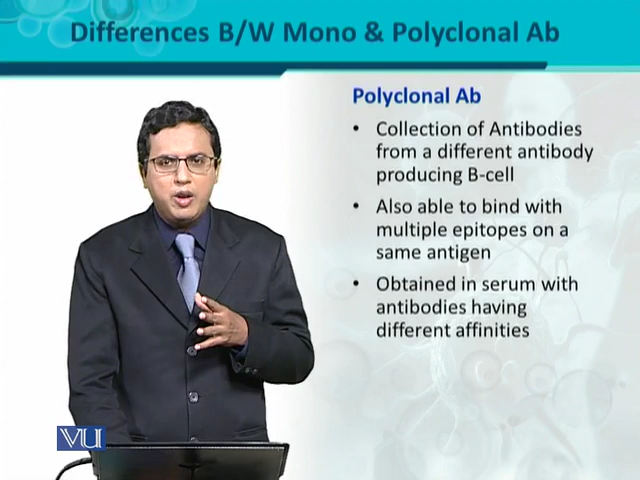 Differences B/W Mono & Polyclonal Ab
Polyclonal Ab
• Collection of Antibodies
from a different antibody
producing B-cell
• Also able to bind with
multiple epitopes on a
same antigen
• Obtained in serum with
antibodies having
different affinities
VU